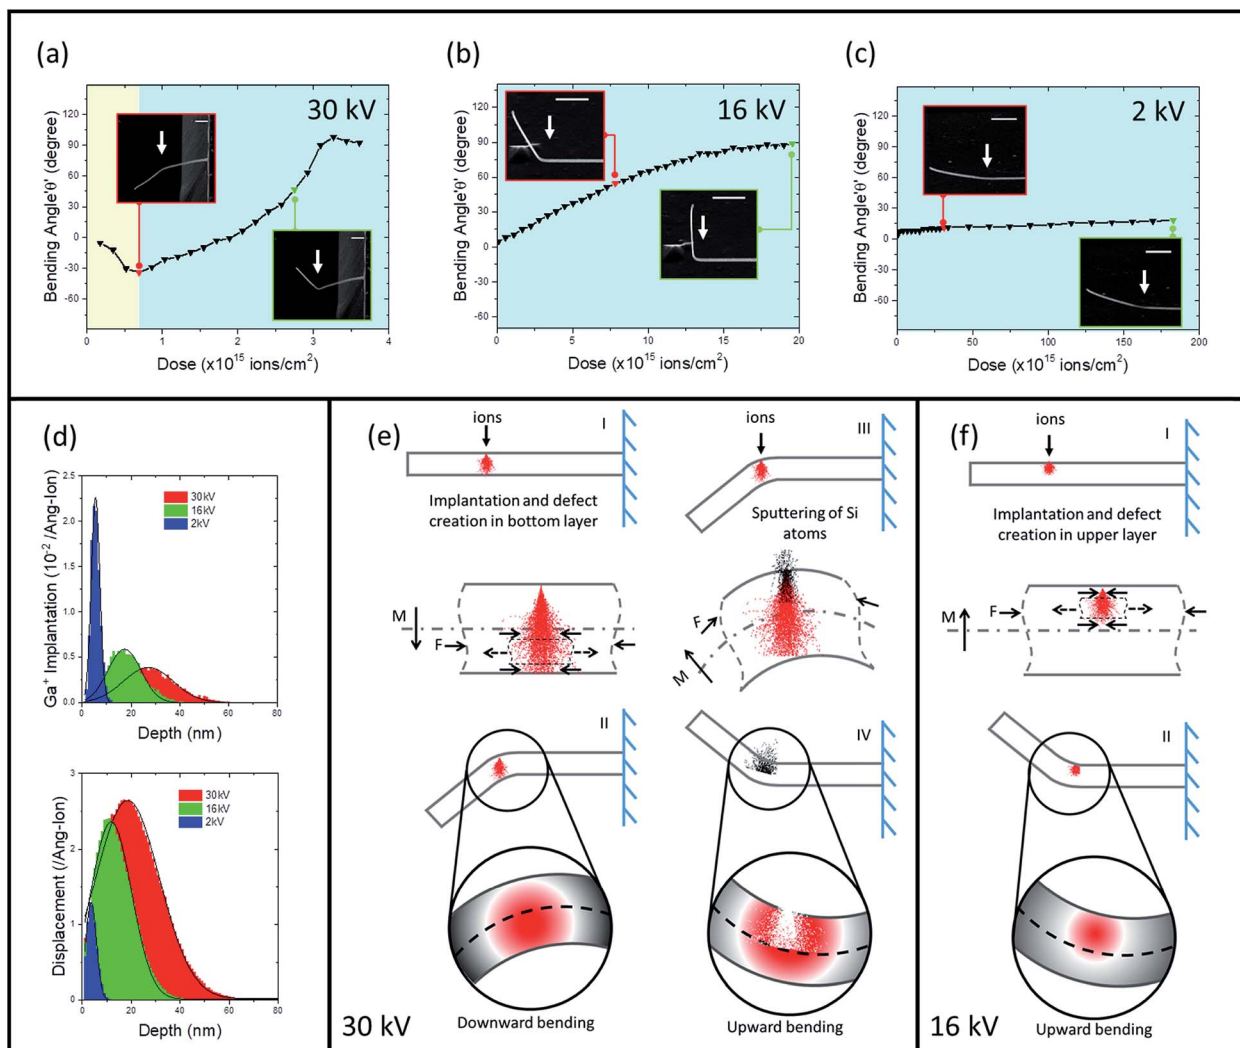 (a)
30 kV
Bending Angle'θ' (degree)
120
90
60
30
0
-30
-60
0
1
2
3
4
Dose (x10¹⁵ ions/cm²)
(b)
16 kV
Bending Angle'θ' (degree)
120
90
60
30
0
-30
-60
0
5
10
15
20
Dose (x10¹⁵ ions/cm²)
(c)
2 kV
Bending Angle'θ' (degree)
120
90
60
30
0
-30
-60
0
50
75
100
125
150
175
200
Dose (x10¹⁵ ions/cm²)
(d)
Ga⁺ Implantation (10⁻² /Ang-Ion)
2.5
2.0
1.5
1.0
0.5
0.0
30kV
16kV
2kV
0
20
40
60
80
Depth (nm)
Displacement (/Ang-Ion)
3
2
1
0
30kV
16kV
2kV
0
20
40
60
80
Depth (nm)
(e)
ions
I
Implantation and defect
creation in bottom layer
M
F
II
Downward bending
30 kV
ions
III
Sputtering of Si
atoms
F
M
IV
Upward bending
(f)
ions
I
Implantation and defect
creation in upper layer
M
F
II
Upward bending
16 kV